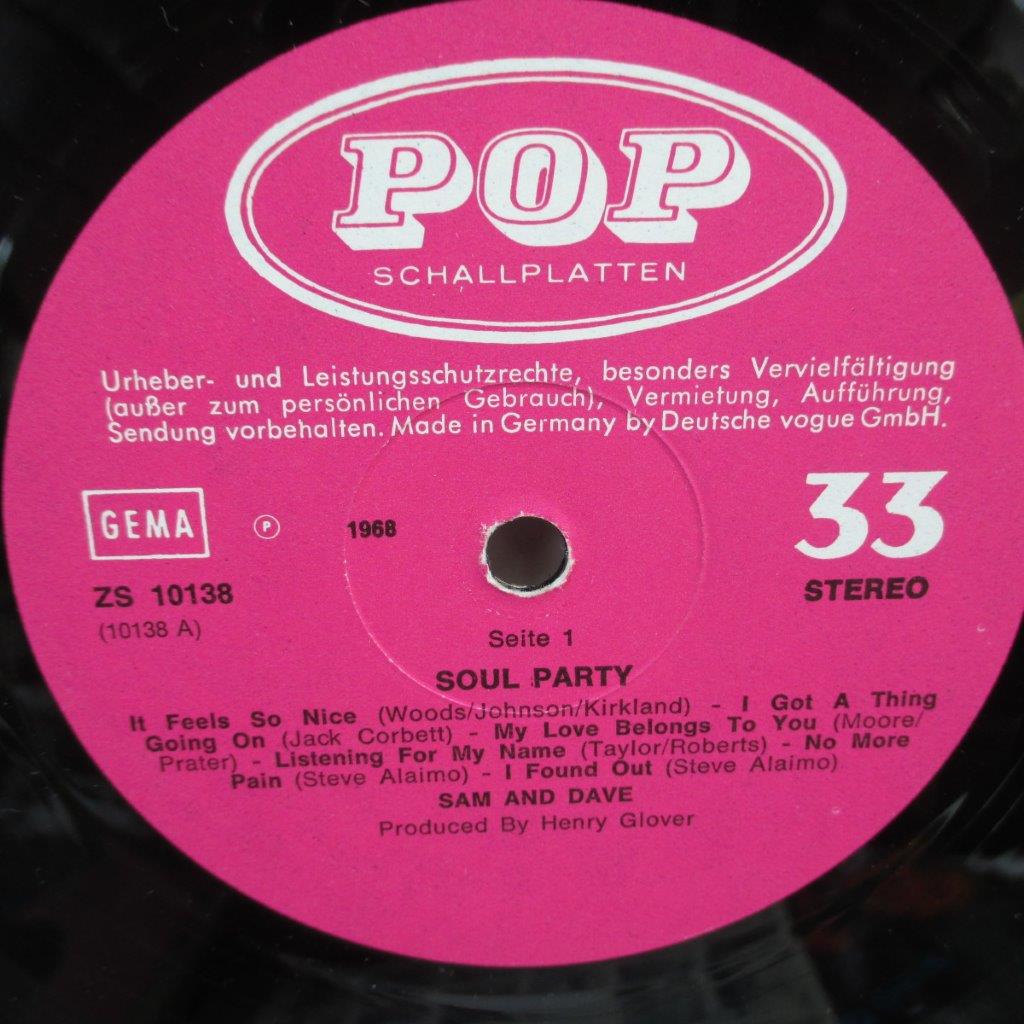 POP
SCHALLPLATTEN
Urheber- und Leistungsschutzrechte, besonders Vervielfältigung
(außer zum persönlichen Gebrauch), Vermietung, Aufführung,
Sendung vorbehalten. Made in Germany by Deutsche vogue GmbH.
GEMA ℗ 1968 33
ZS 10138 STEREO
(10138 A)
Seite 1
SOUL PARTY
It Feels So Nice (Woods/Johnson/Kirkland) - I Got A Thing
Going On (Jack Corbett) - My Love Belongs To You (Moore/
Prater) - Listening For My Name (Taylor/Roberts) - No More
Pain (Steve Alaimo) - I Found Out (Steve Alaimo)
SAM AND DAVE
Produced By Henry Glover